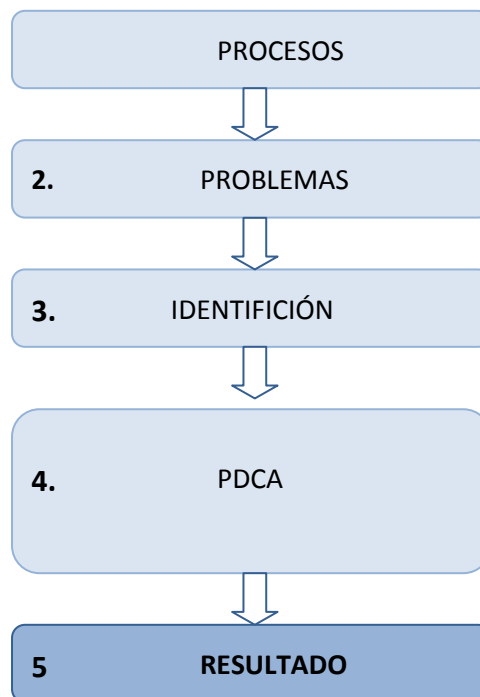 PROCESOS
2. PROBLEMAS
3. IDENTIFICIÓN
4. PDCA
5 RESULTADO